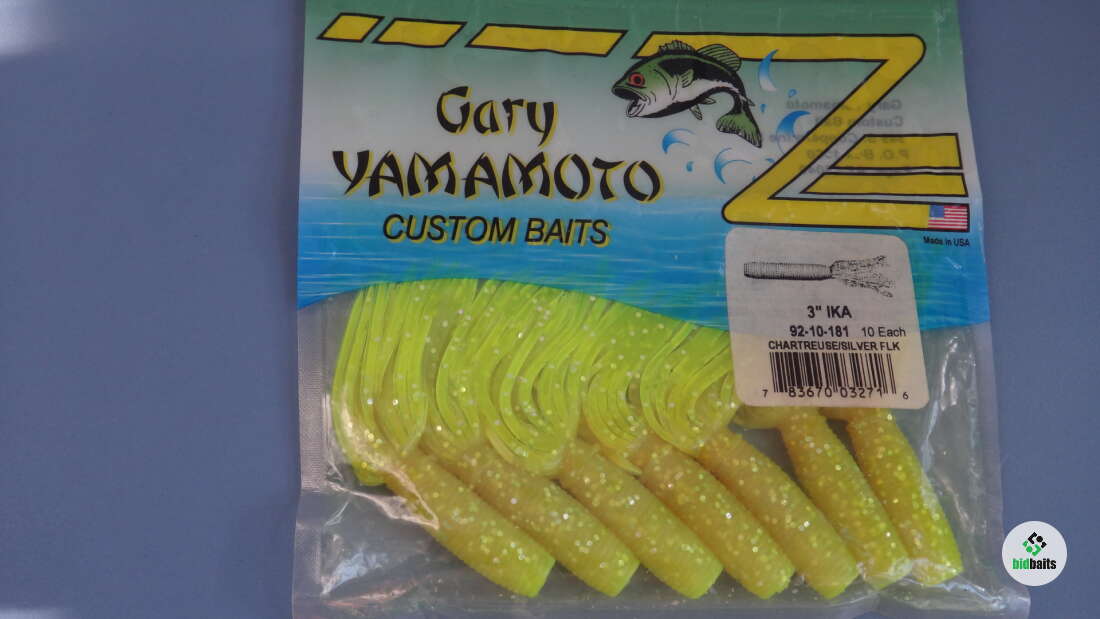 Gary
YAMAMOTO
CUSTOM BAITS
Made in USA
3" IKA
92-10-181 10 Each
CHARTREUSE/SILVER FLK
7 83670 03271 6
bidbaits